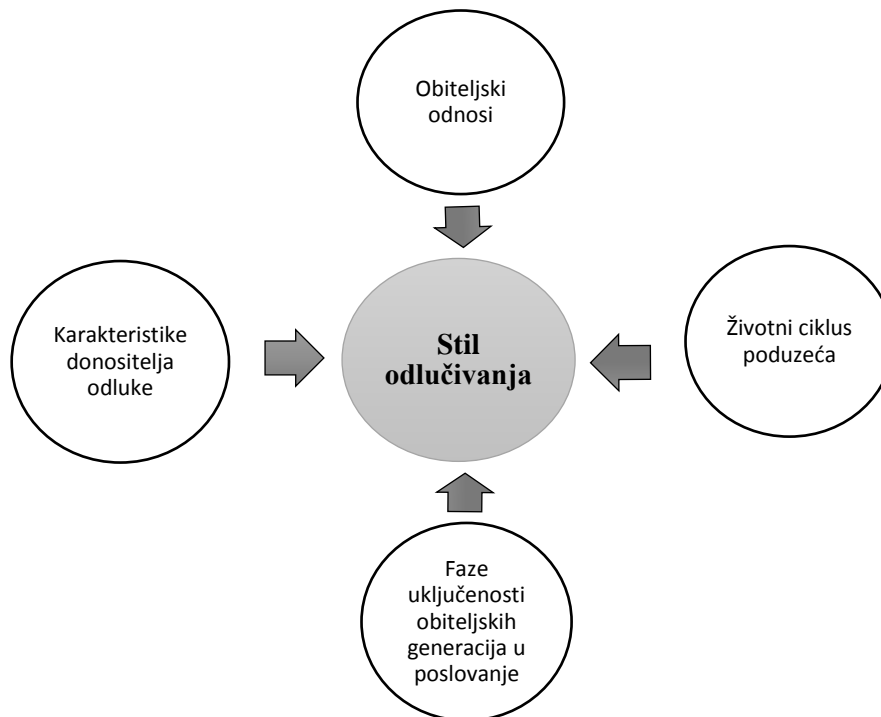 Obiteljski
odnosi
Karakteristike
donositelja
odluke
Stil
odlučivanja
Životni ciklus
poduzeća
Faze
uključenosti
obiteljskih
generacija u
poslovanje